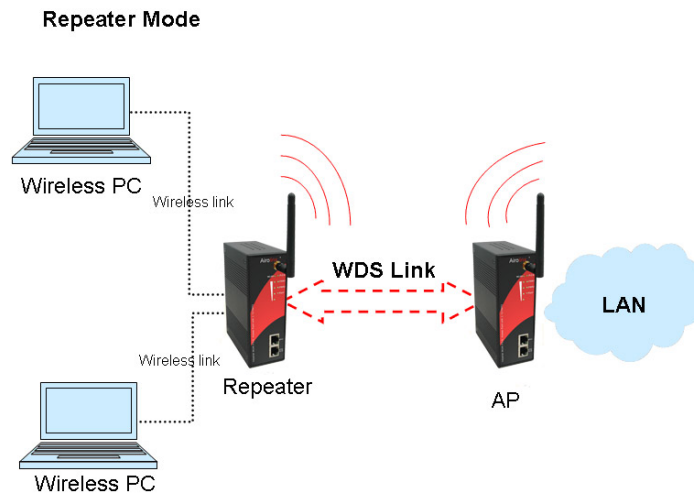 Repeater Mode
Wireless PC
Wireless link
WDS Link
LAN
Wireless link
Repeater
AP
Wireless PC